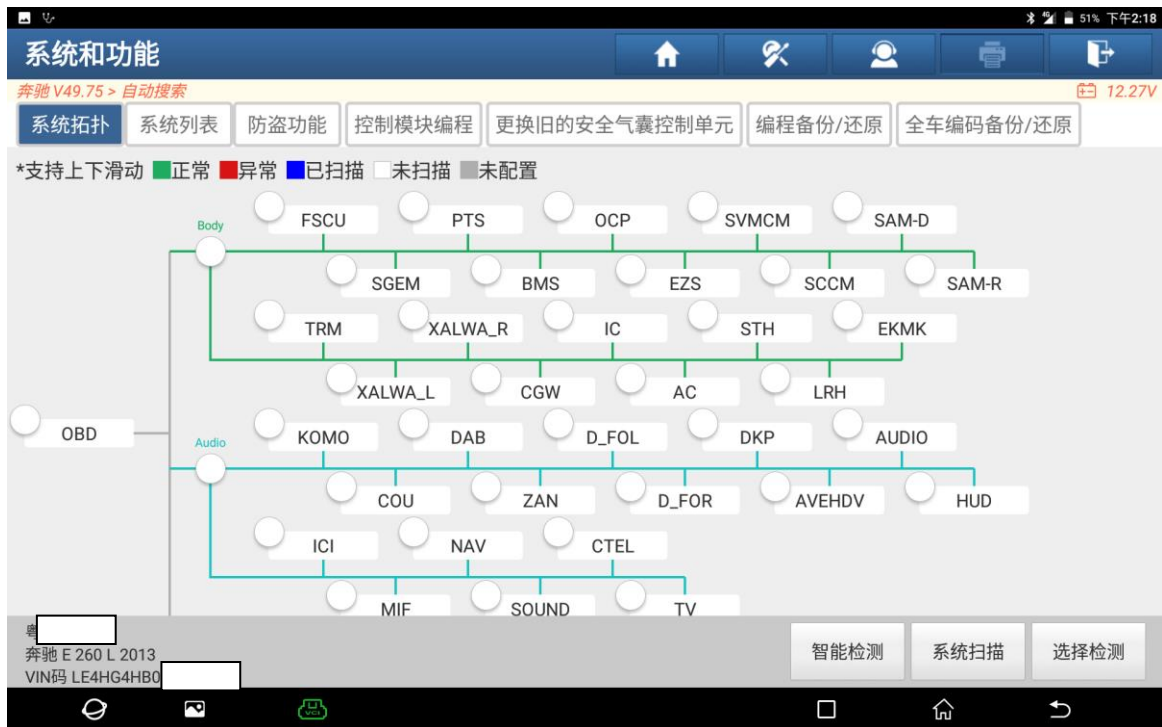 4G 51% 下午2:18
系统和功能
奔驰 V49.75 > 自动搜索 12.27V
系统拓扑 系统列表 防盗功能 控制模块编程 更换旧的安全气囊控制单元 编程备份/还原 全车编码备份/还原
*支持上下滑动 正常 异常 已扫描 未扫描 未配置
Body FSCU PTS OCP SVMCM SAM-D
SGEM BMS EZS SCCM SAM-R
TRM XALWA_R IC STH EKMK
XALWA_L CGW AC LRH
OBD
Audio KOMO DAB D_FOL DKP AUDIO
COU ZAN D_FOR AVEHDV HUD
ICI NAV CTEL
MIF SOUND TV
粤
奔驰 E 260 L 2013
VIN码 LE4HG4HB0
智能检测 系统扫描 选择检测
VCI